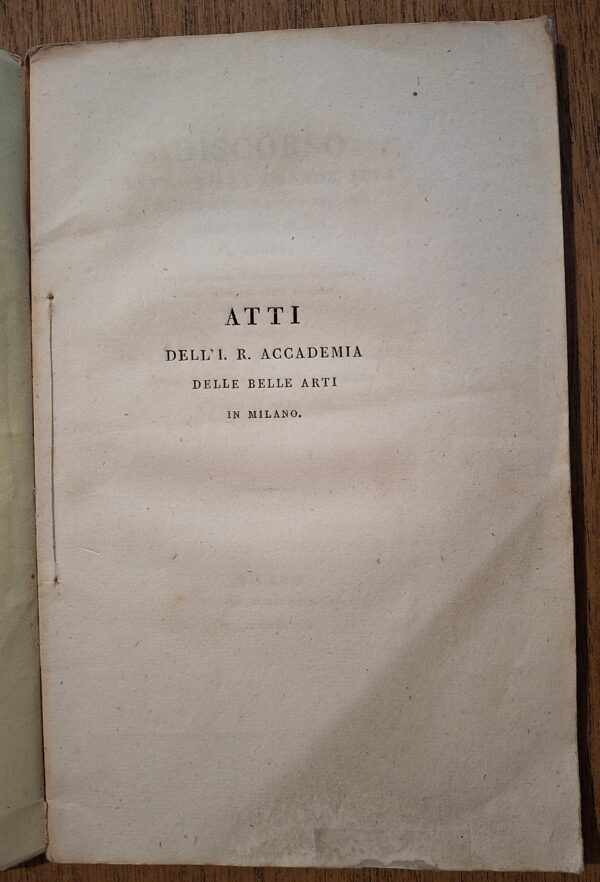 ATTI
DELL'I. R. ACCADEMIA
DELLE BELLE ARTI
IN MILANO.